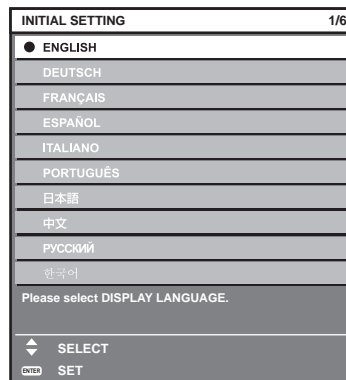 INITIAL SETTING 1/6
ENGLISH
DEUTSCH
FRANÇAIS
ESPAÑOL
ITALIANO
PORTUGUÊS
日本語
中文
РУССКИЙ
한국어
Please select DISPLAY LANGUAGE.
SELECT
ENTER SET